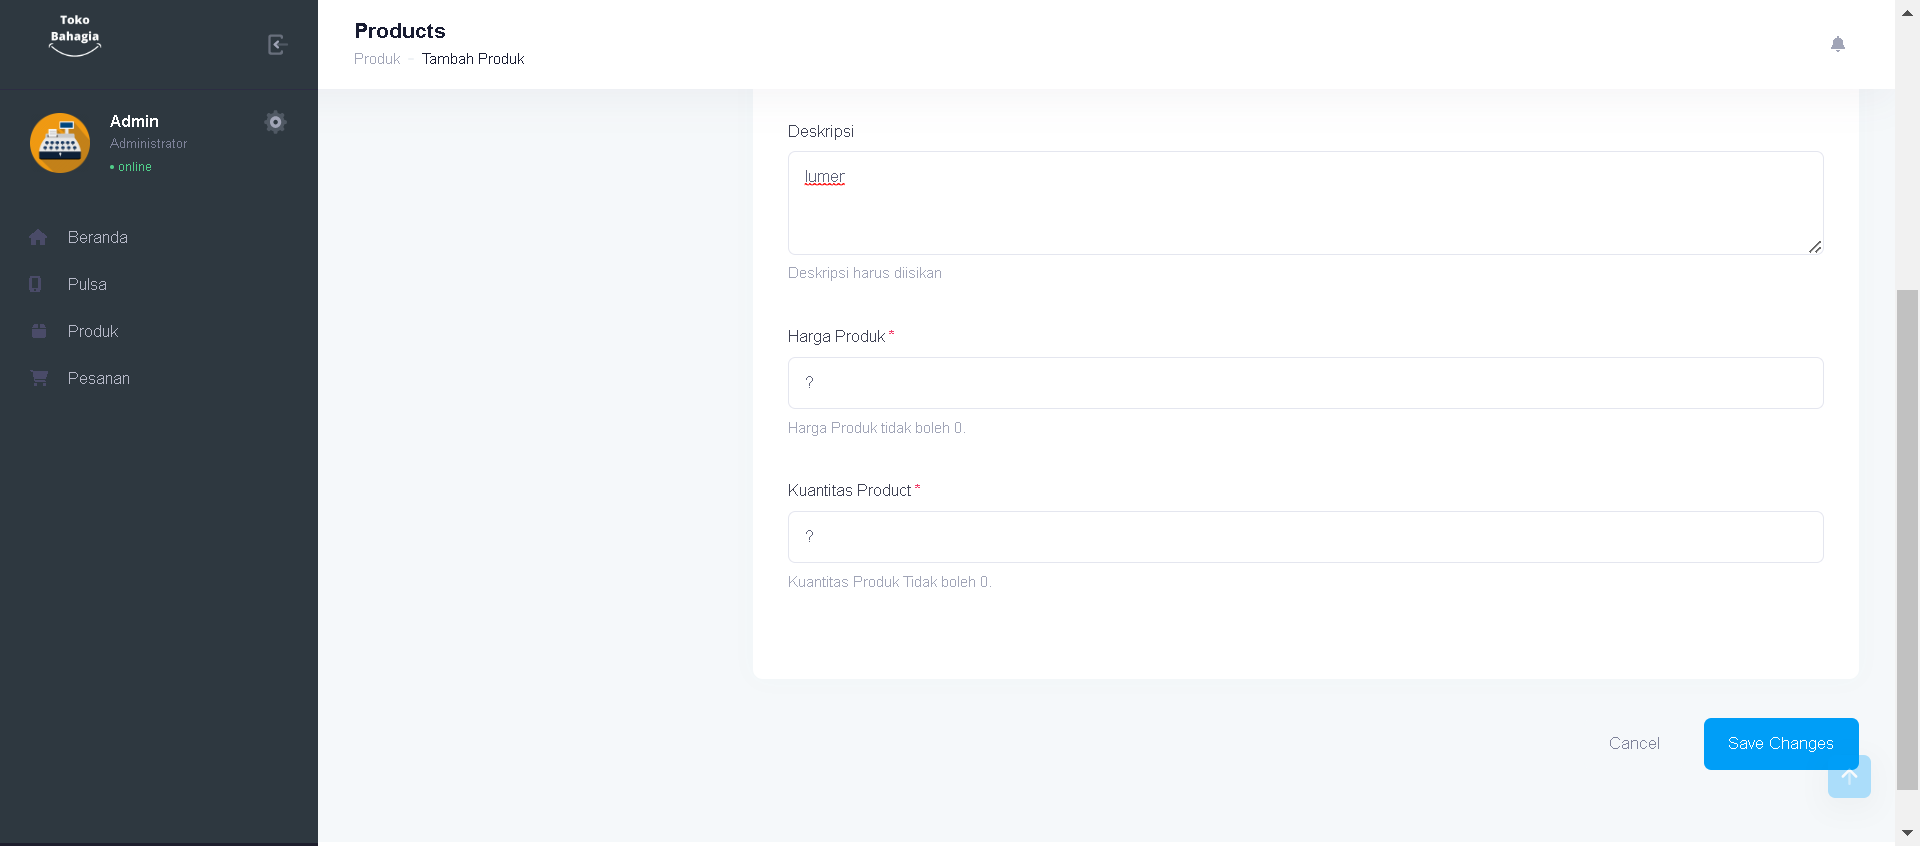 Toko
Bahagia
Admin
Administrator
• online
Beranda
Pulsa
Produk
Pesanan
Products
Produk - Tambah Produk
Deskripsi
lumer
Deskripsi harus diisikan
Harga Produk *
?
Harga Produk tidak boleh 0.
Kuantitas Product *
?
Kuantitas Produk Tidak boleh 0.
Cancel
Save Changes